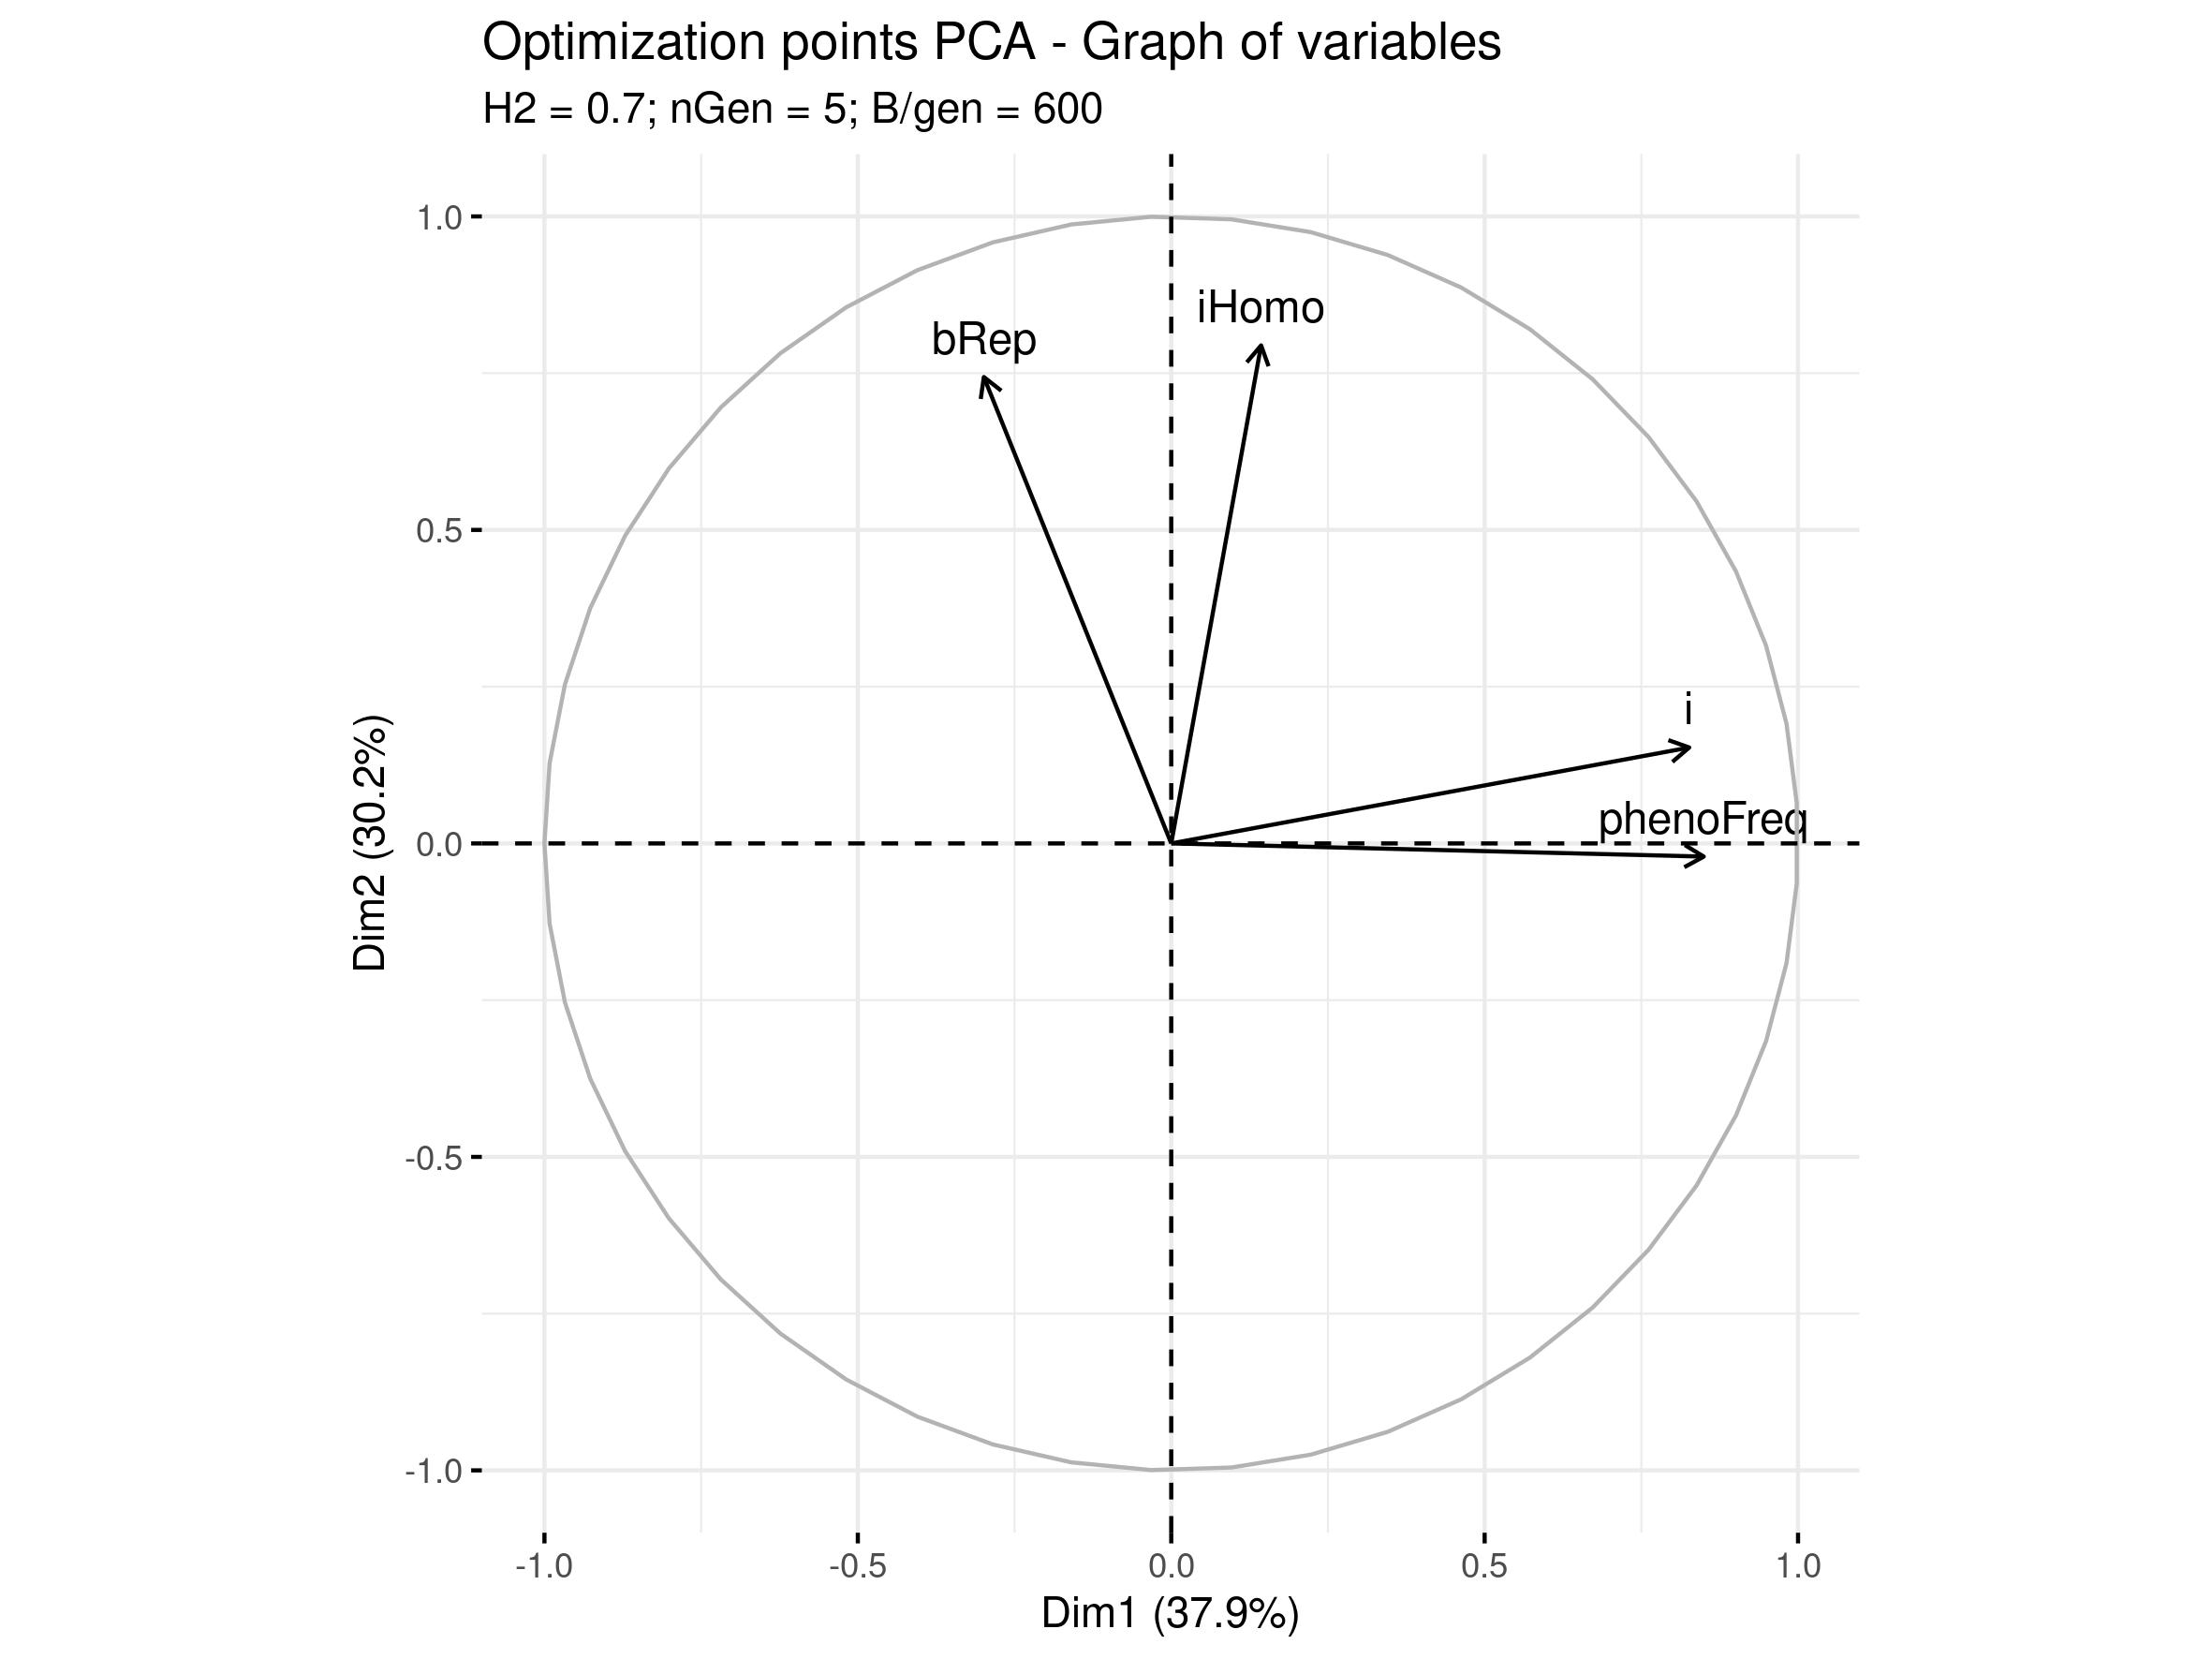 Optimization points PCA - Graph of variables
H2 = 0.7; nGen = 5; B/gen = 600
1.0
0.5
0.0
-0.5
-1.0
Dim2 (30.2%)
iHomo
bRep
i
phenoFreq
-1.0
-0.5
0.0
0.5
1.0
Dim1 (37.9%)